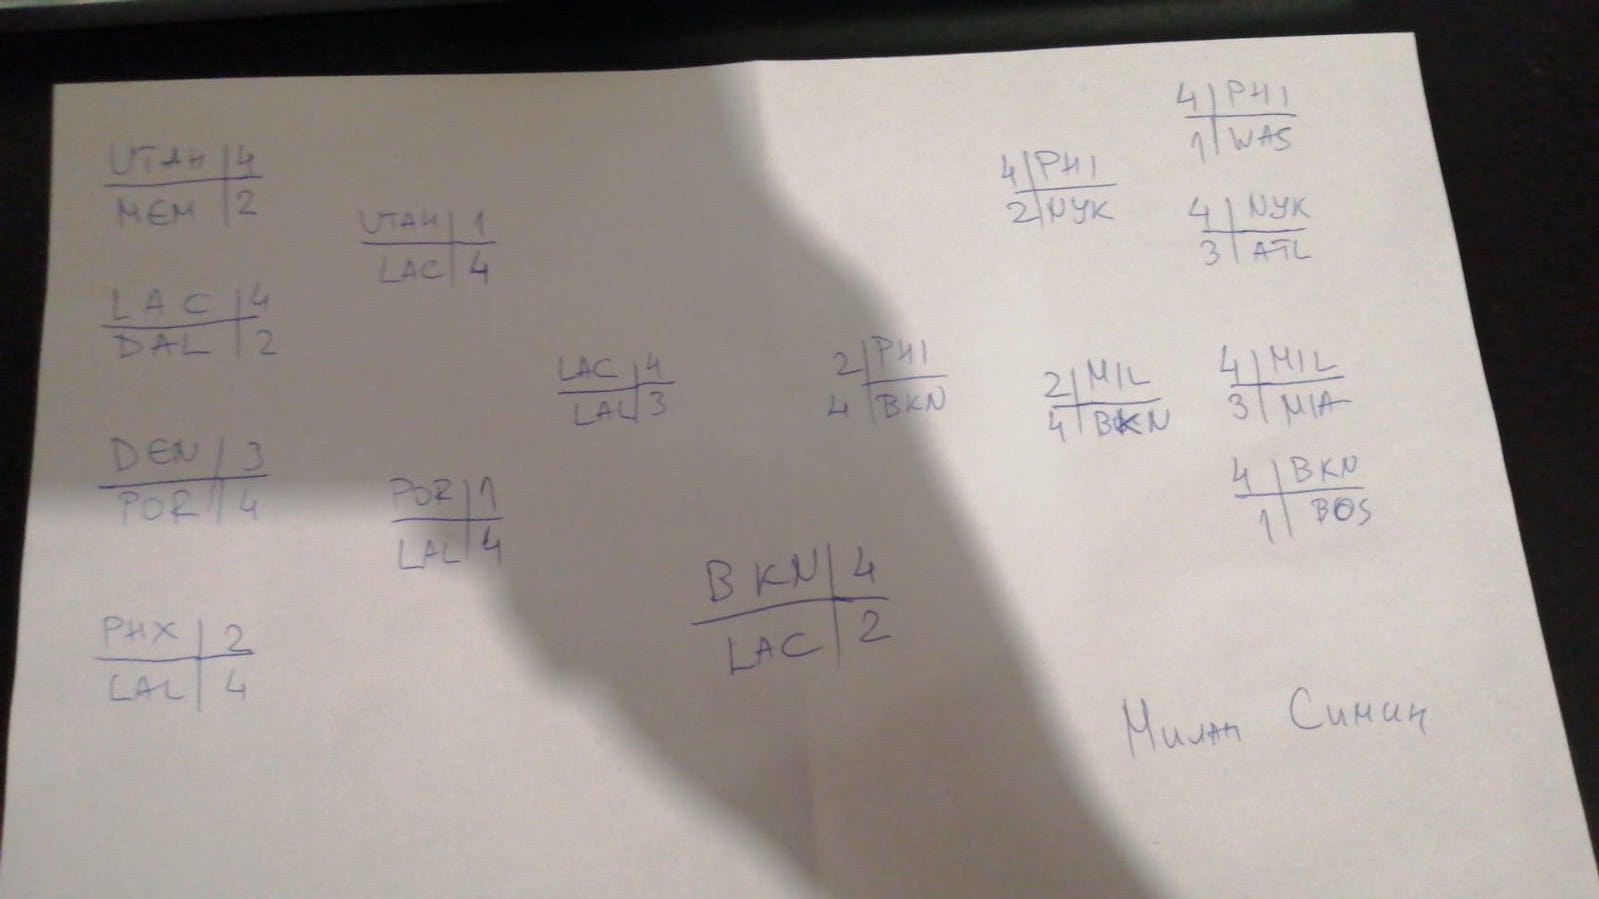 UTAH 4
MEM 2
LAC 4
DAL 2
DEN 3
POR 4
PHX 2
LAL 4
UTAH 1
LAC 4
POR 1
LAL 4
LAC 4
LAL 3
BKN 4
LAC 2
2 PHI
4 BKN
4 PHI
2 NYK
2 MIL
4 BKN
4 PHI
1 WAS
4 NYK
3 ATL
4 MIL
3 MIA
4 BKN
1 BOS
Милан Симић